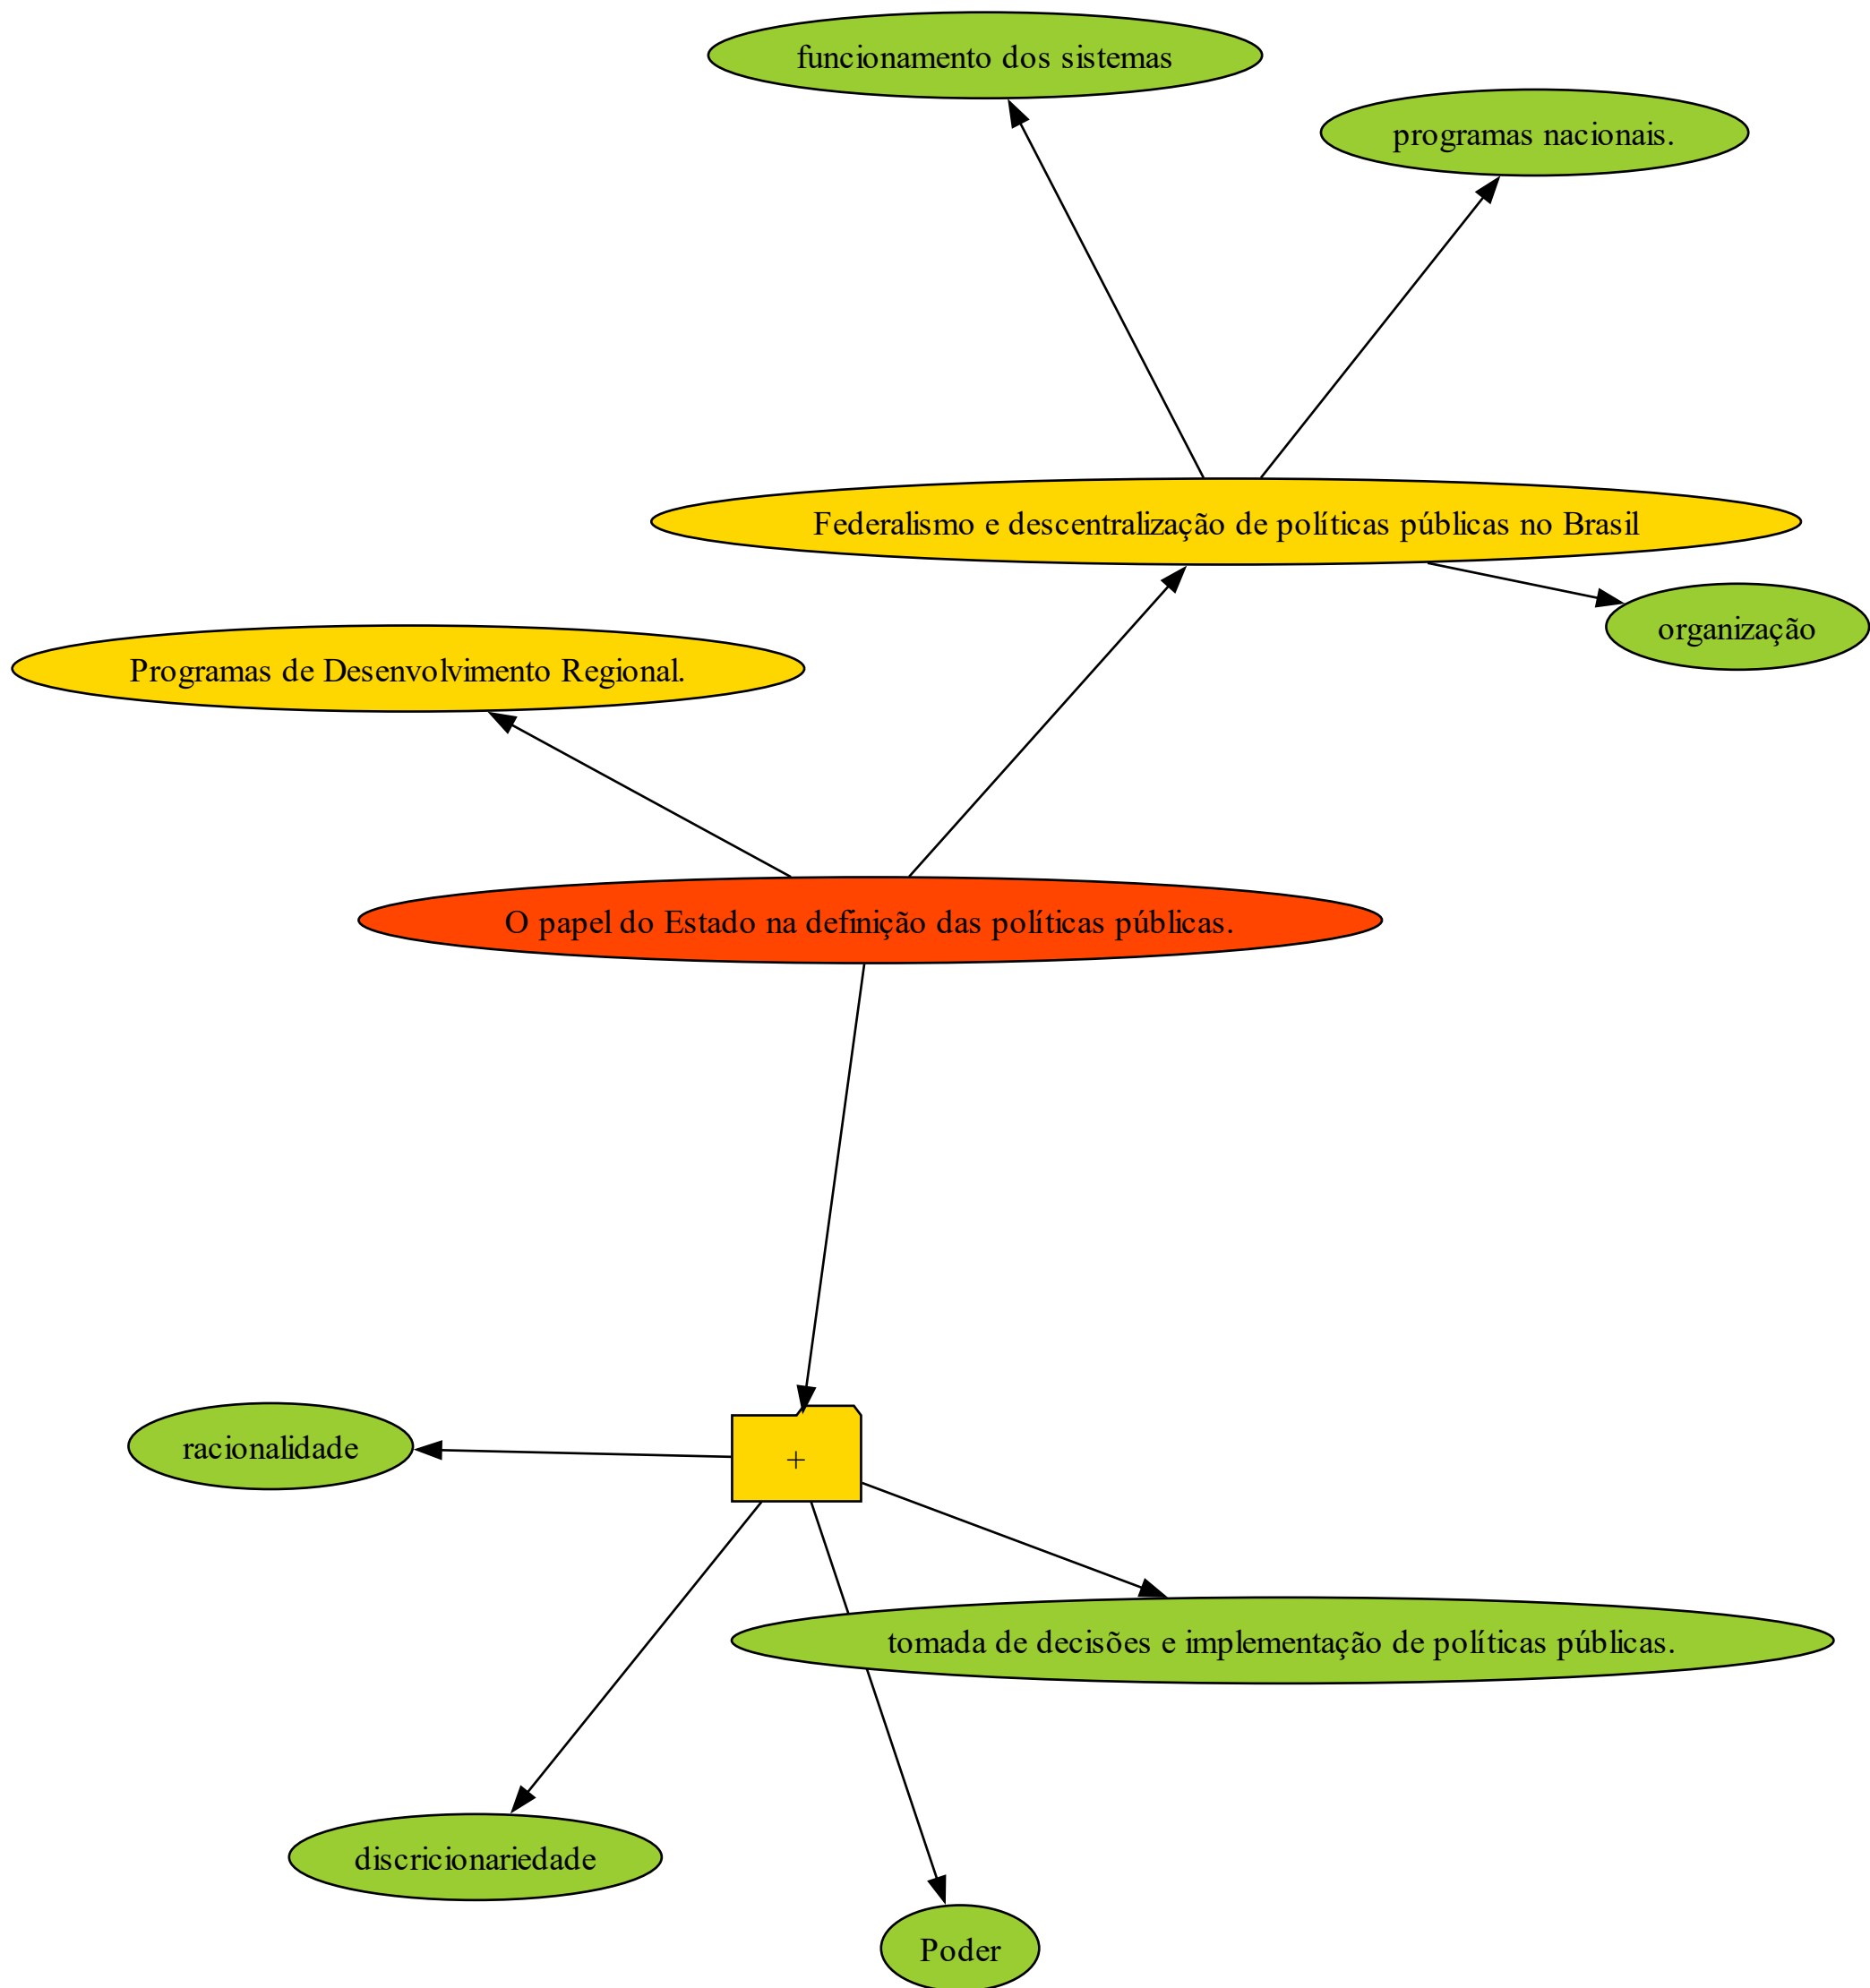 funcionamento dos sistemas
programas nacionais.
Federalismo e descentralização de políticas públicas no Brasil
organização
Programas de Desenvolvimento Regional.
O papel do Estado na definição das políticas públicas.
racionalidade
+
tomada de decisões e implementação de políticas públicas.
discricionariedade
Poder